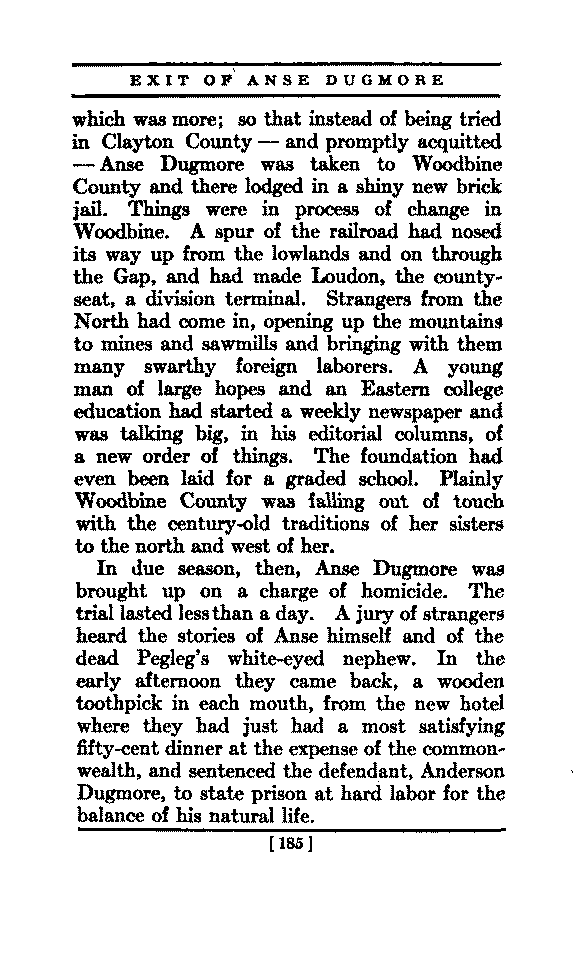 EXIT OF ANSE DUGMORE
which was more; so that instead of being tried
in Clayton County — and promptly acquitted
— Anse Dugmore was taken to Woodbine
County and there lodged in a shiny new brick
jail. Things were in process of change in
Woodbine. A spur of the railroad had nosed
its way up from the lowlands and on through
the Gap, and had made Loudon, the county-
seat, a division terminal. Strangers from the
North had come in, opening up the mountains
to mines and sawmills and bringing with them
many swarthy foreign laborers. A young
man of large hopes and an Eastern college
education had started a weekly newspaper and
was talking big, in his editorial columns, of
a new order of things. The foundation had
even been laid for a graded school. Plainly
Woodbine County was falling out of touch
with the century-old traditions of her sisters
to the north and west of her.
In due season, then, Anse Dugmore was
brought up on a charge of homicide. The
trial lasted less than a day. A jury of strangers
heard the stories of Anse himself and of the
dead Pegleg's white-eyed nephew. In the
early afternoon they came back, a wooden
toothpick in each mouth, from the new hotel
where they had just had a most satisfying
fifty-cent dinner at the expense of the common-
wealth, and sentenced the defendant, Anderson
Dugmore, to state prison at hard labor for the
balance of his natural life.
[ 185 ]